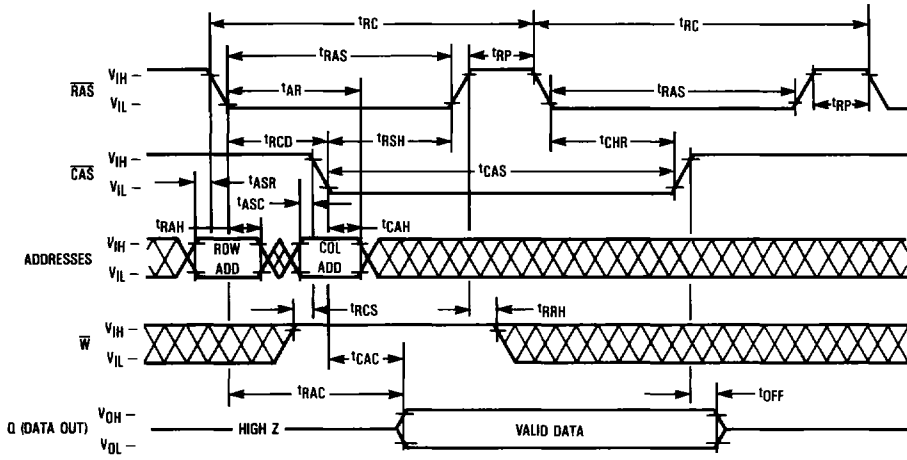 tRC tRC
tRAS tRP
VIH
RAS
VIL
tAR tRAS tRP
tRCD tRSH tCHR
VIH
CAS
VIL
tCAS
tASR
tASC
tRAH tCAH
VIH
ADDRESSES
VIL
ROW ADD
COL ADD
tRCS tRRH
VIH
W
VIL
tCAC
tRAC tOFF
VOH
Q (DATA OUT)
VOL
HIGH Z VALID DATA